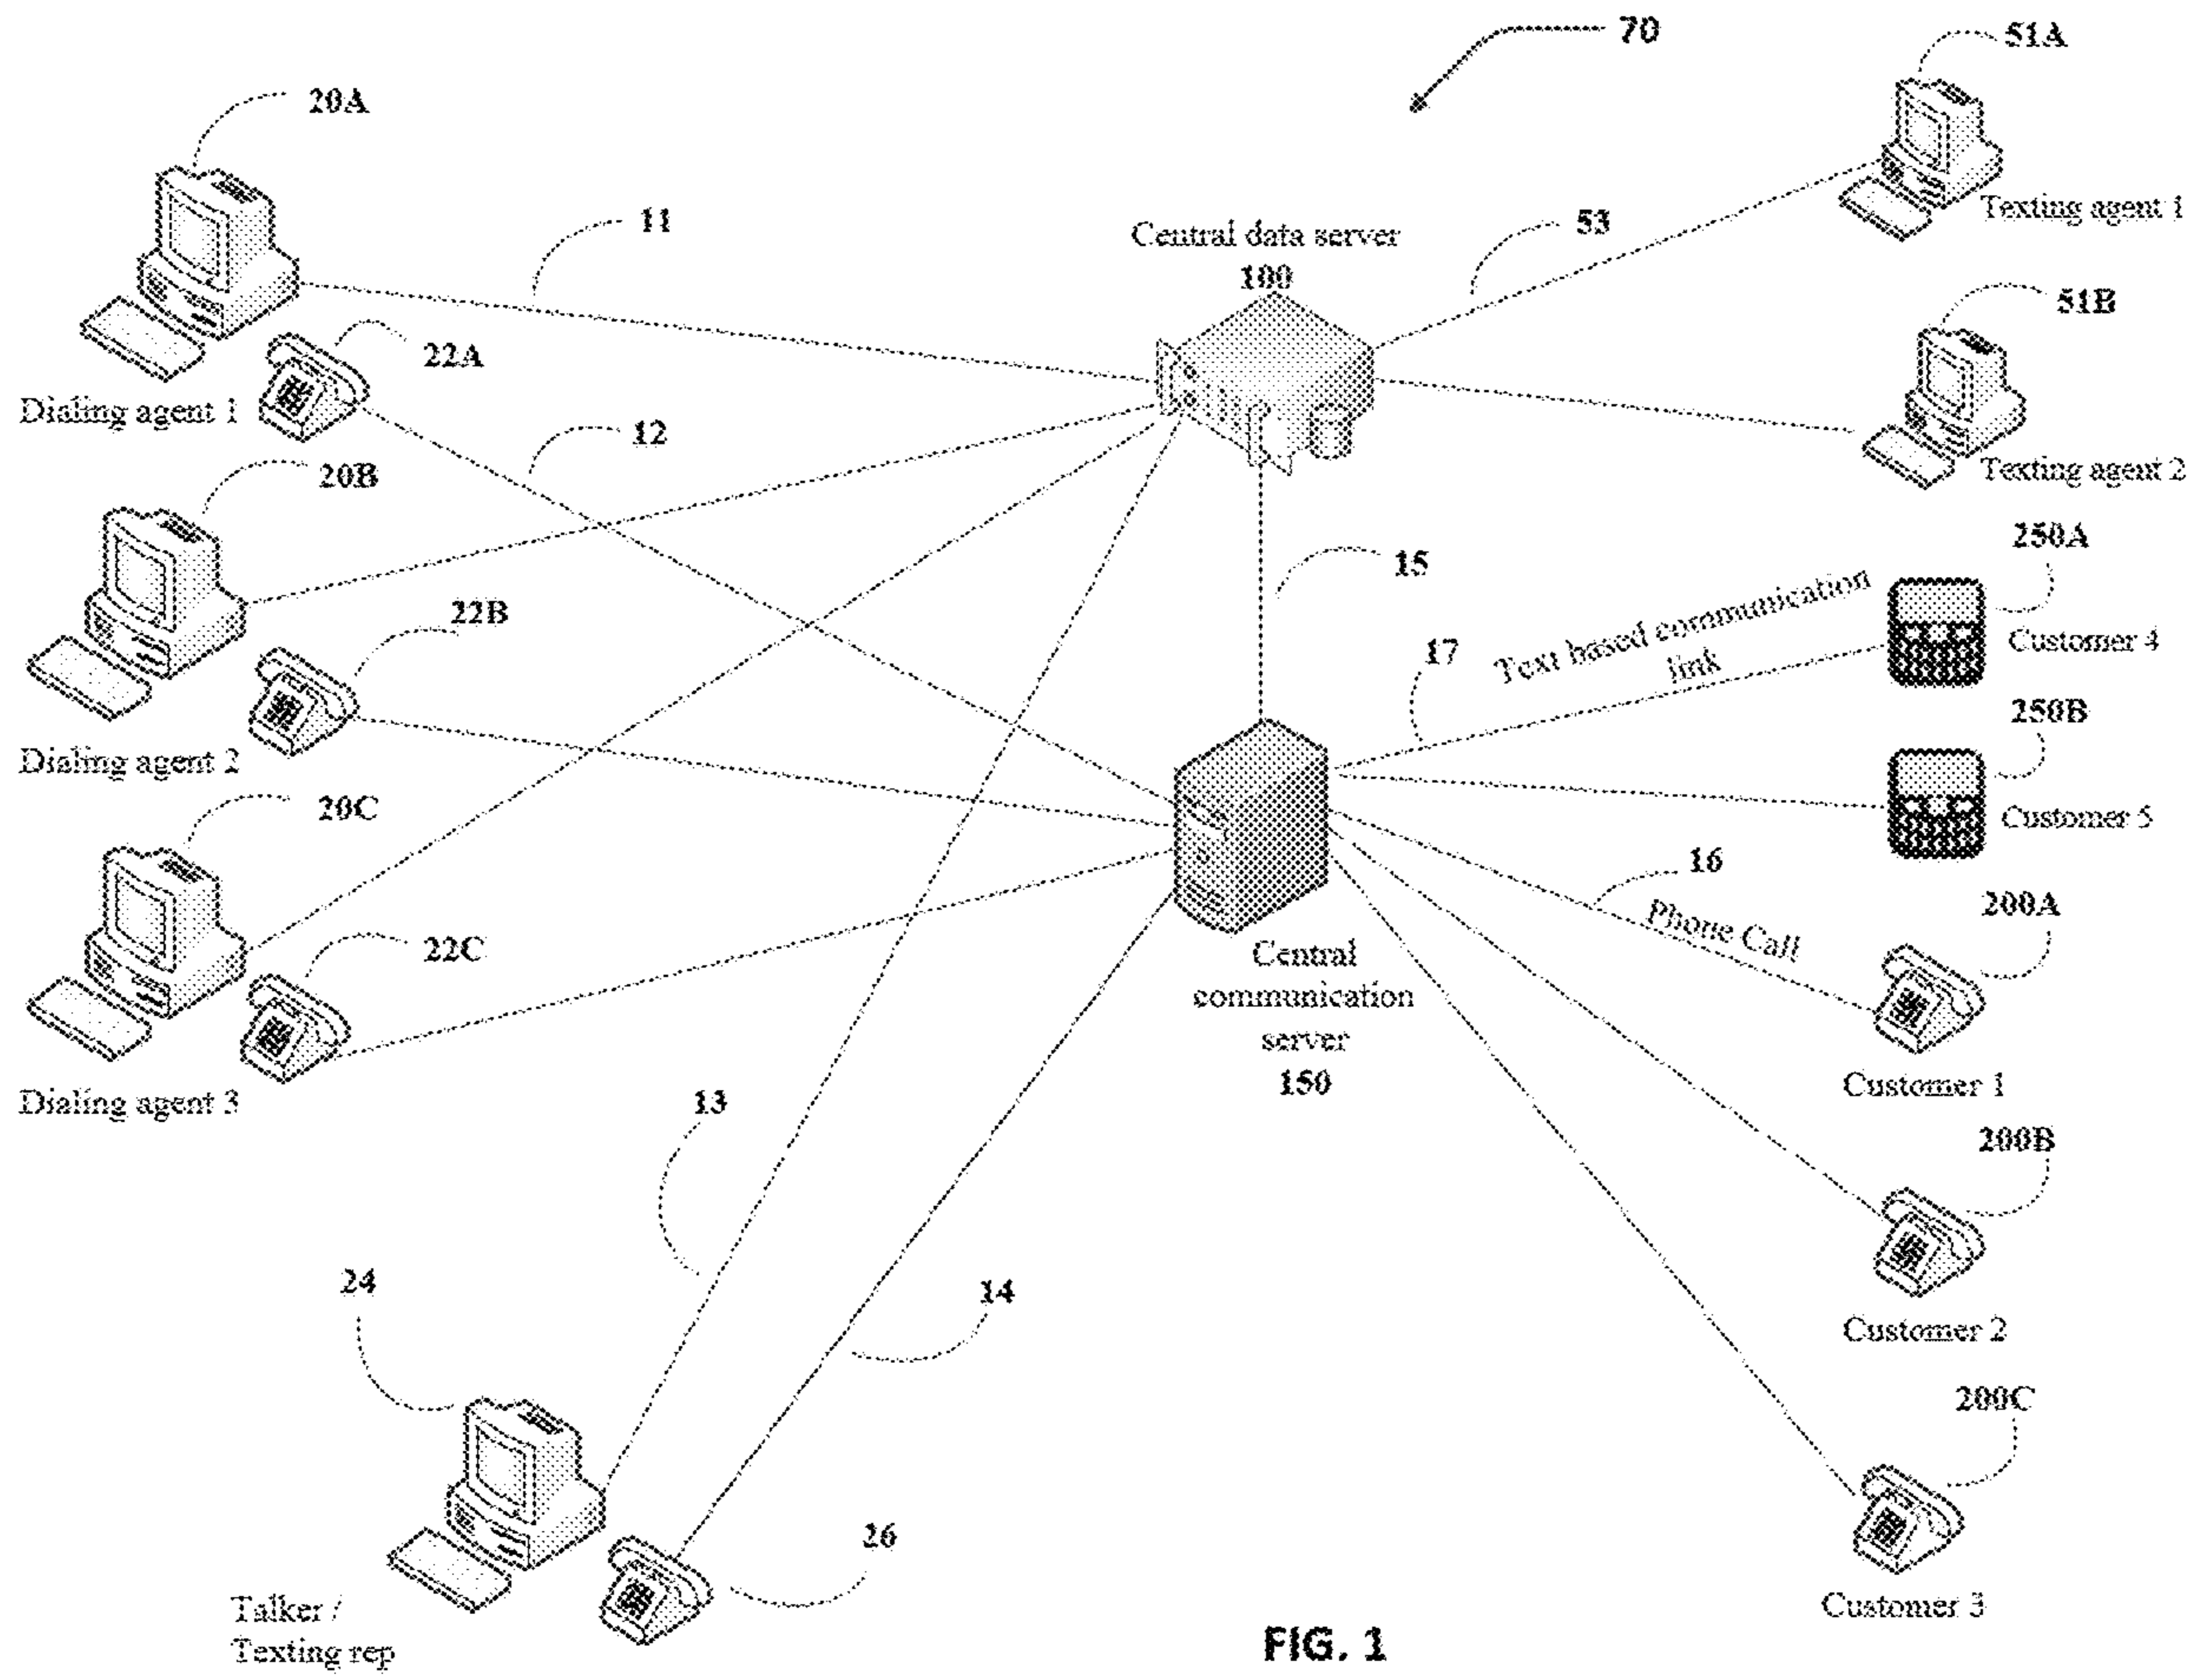 70
51A
20A
Texting agent 1
11
53
Central data server
100
51B
22A
Dialing agent 1
12
20B
Texting agent 2
250A
15
Text based communication
link
22B
17
Customer 4
250B
Dialing agent 2
20C
Customer 5
16
200A
Phone Call
22C
Central
communication
server
150
Customer 1
Dialing agent 3
13
200B
24
14
Customer 2
200C
26
Talker /
Texting rep
Customer 3
FIG. 1